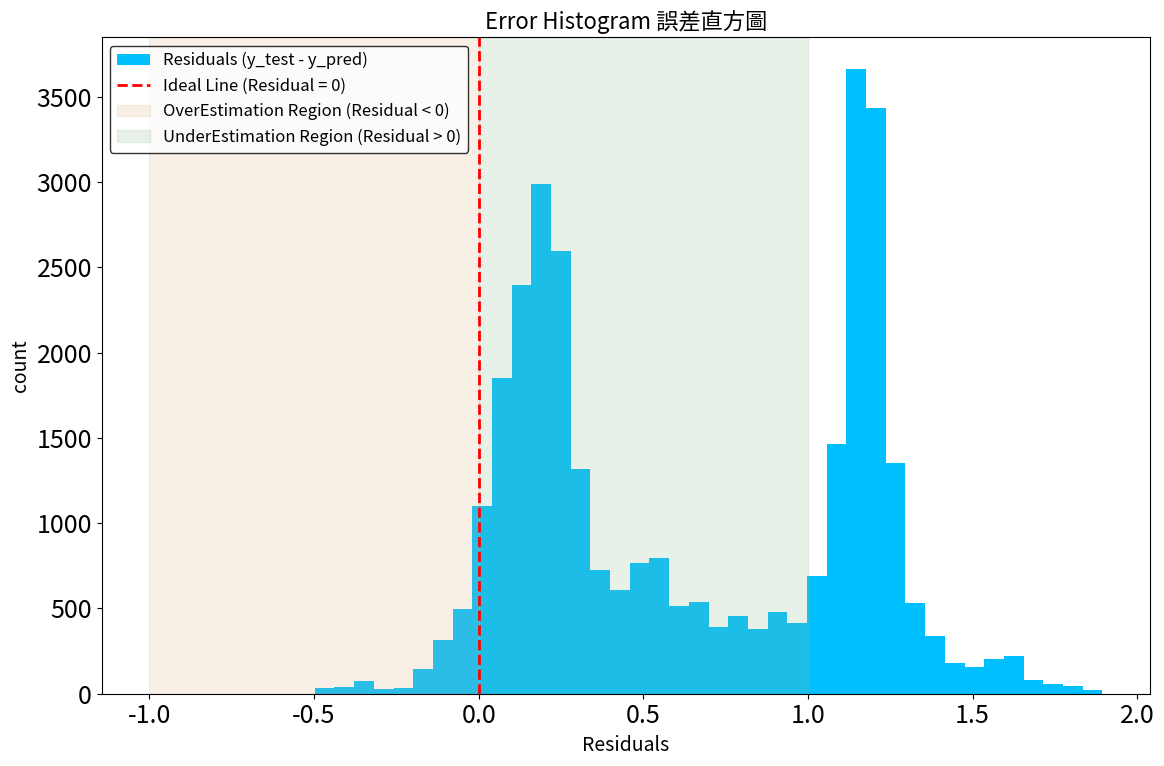 Error Histogram 誤差直方圖
Residuals (y_test - y_pred)
Ideal Line (Residual = 0)
OverEstimation Region (Residual < 0)
UnderEstimation Region (Residual > 0)
3500
3000
2500
2000
1500
1000
500
0
count
-1.0 -0.5 0.0 0.5 1.0 1.5 2.0
Residuals